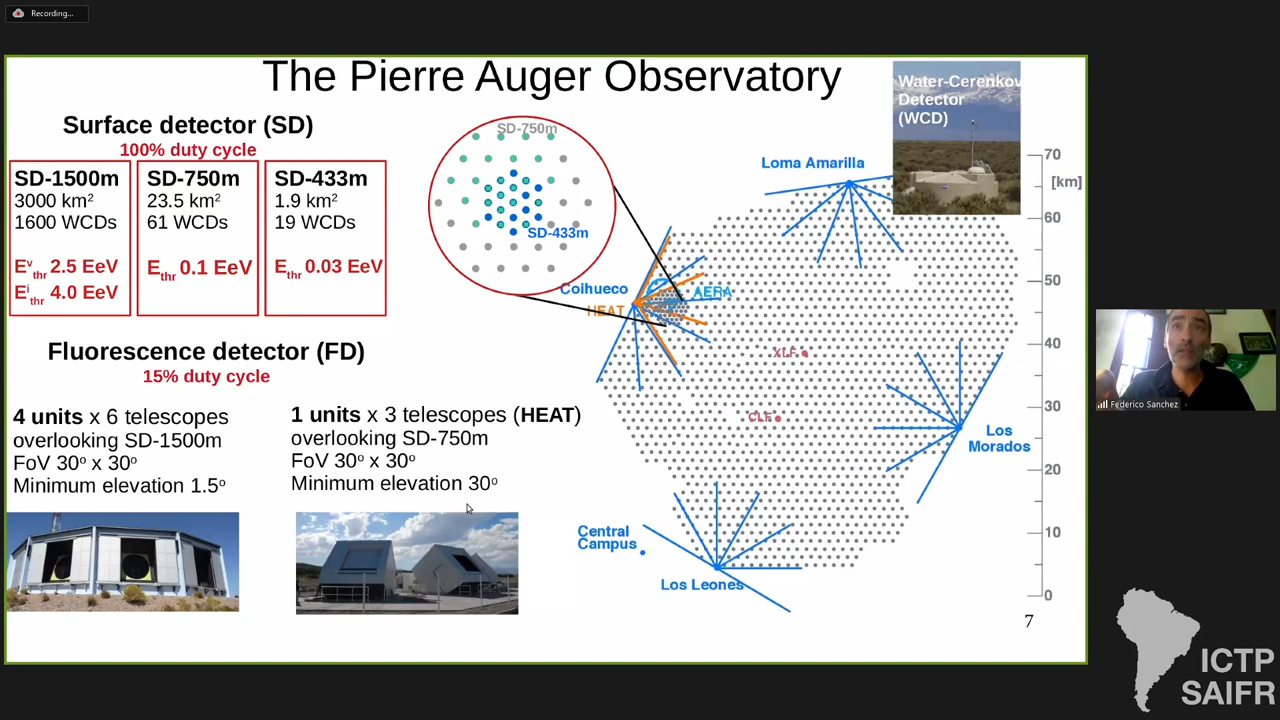 Recording...
The Pierre Auger Observatory
Surface detector (SD)
100% duty cycle
SD-1500m
3000 km²
1600 WCDs
Eᵛthr 2.5 EeV
Eⁱthr 4.0 EeV
SD-750m
23.5 km²
61 WCDs
Ethr 0.1 EeV
SD-433m
1.9 km²
19 WCDs
Ethr 0.03 EeV
Fluorescence detector (FD)
15% duty cycle
4 units x 6 telescopes
overlooking SD-1500m
FoV 30º x 30º
Minimum elevation 1.5º
1 units x 3 telescopes (HEAT)
overlooking SD-750m
FoV 30º x 30º
Minimum elevation 30º
SD-750m
SD-433m
Water-Cerenkov
Detector
(WCD)
Loma Amarilla
Coihueco
HEAT
AERA
XLF
CLF
Los
Morados
Central
Campus
Los Leones
70
[km]
60
50
40
30
20
10
0
7
Federico Sanchez
ICTP
SAIFR